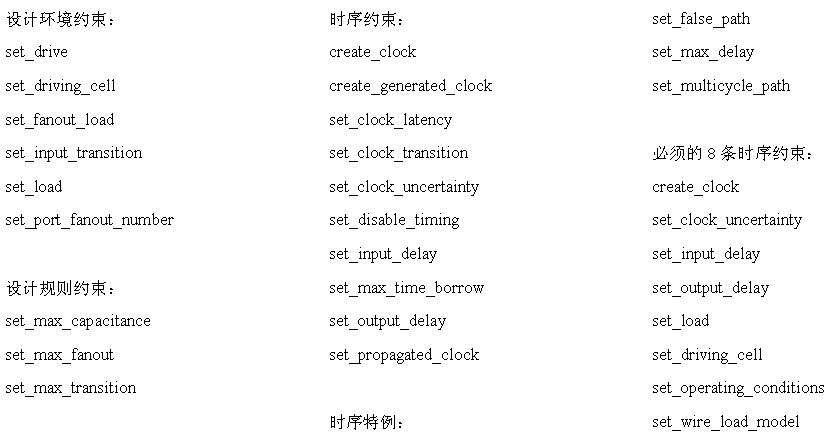 设计环境约束：
set_drive
set_driving_cell
set_fanout_load
set_input_transition
set_load
set_port_fanout_number
设计规则约束：
set_max_capacitance
set_max_fanout
set_max_transition
时序约束：
create_clock
create_generated_clock
set_clock_latency
set_clock_transition
set_clock_uncertainty
set_disable_timing
set_input_delay
set_max_time_borrow
set_output_delay
set_propagated_clock
时序特例：
set_false_path
set_max_delay
set_multicycle_path
必须的 8 条时序约束：
create_clock
set_clock_uncertainty
set_input_delay
set_output_delay
set_load
set_driving_cell
set_operating_conditions
set_wire_load_model